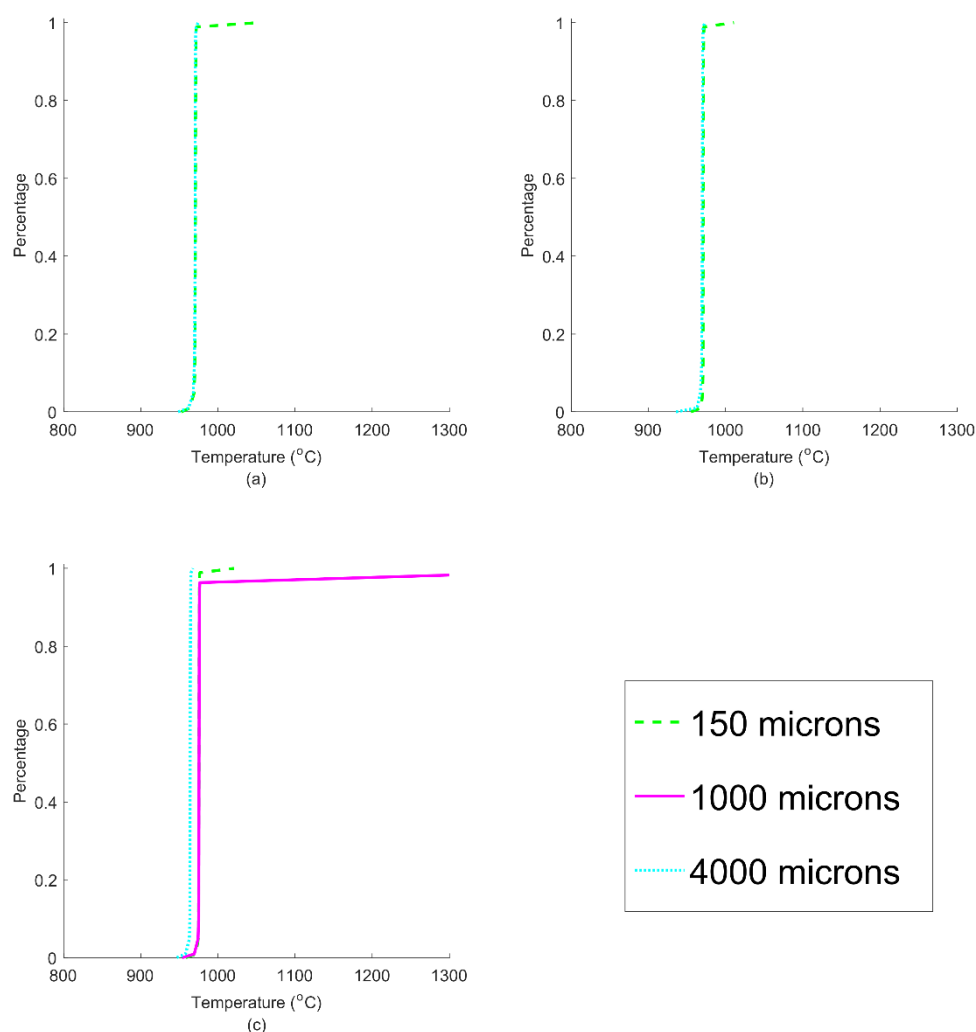 1
0.8
0.6
0.4
0.2
0
Percentage
800 900 1000 1100 1200 1300
Temperature (°C)
(a)
1
0.8
0.6
0.4
0.2
0
Percentage
800 900 1000 1100 1200 1300
Temperature (°C)
(b)
1
0.8
0.6
0.4
0.2
0
Percentage
800 900 1000 1100 1200 1300
Temperature (°C)
(c)
150 microns
1000 microns
4000 microns